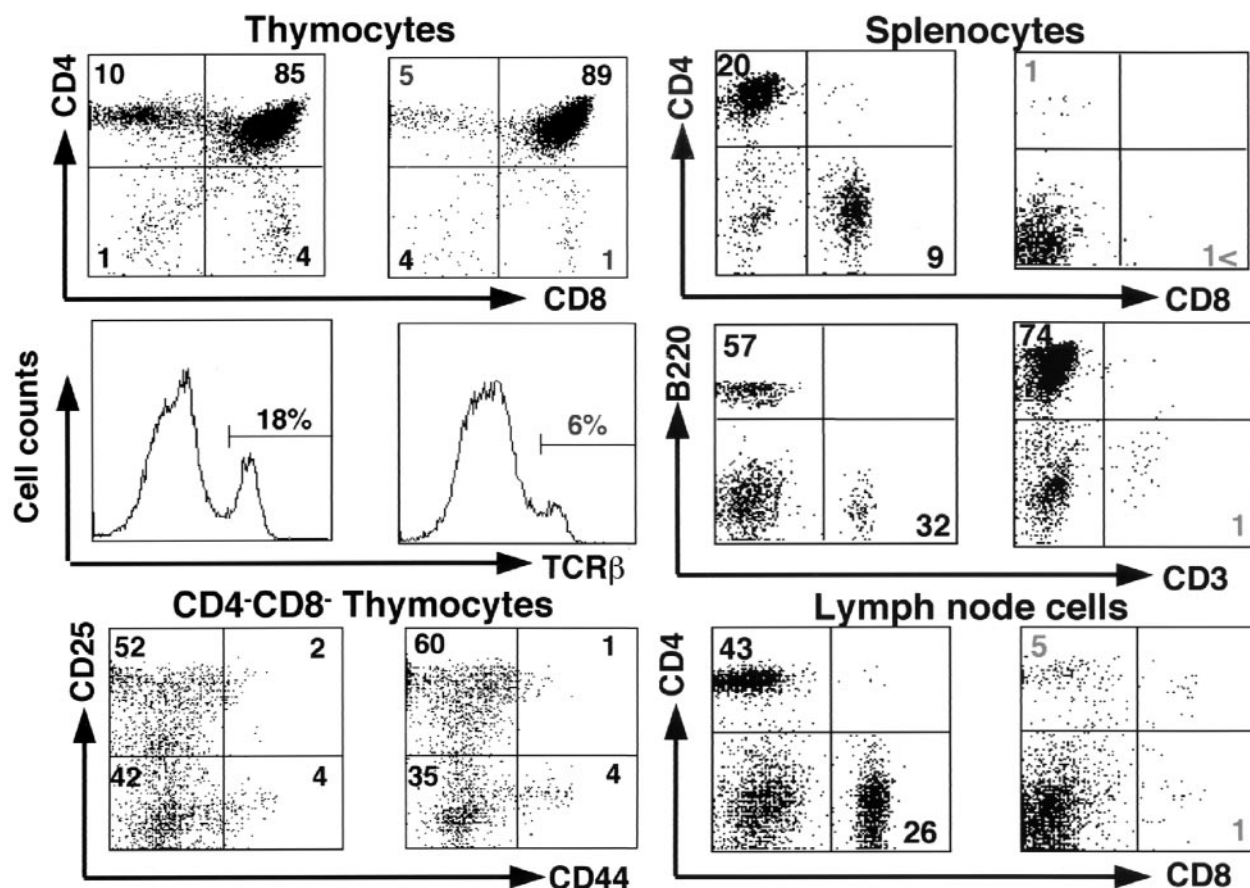 Thymocytes
CD4
10
85
5
89
1
4
4
1
CD8
Cell counts
18%
6%
TCRβ
CD4-CD8- Thymocytes
CD25
52
2
60
1
42
4
35
4
CD44
Splenocytes
CD4
20
1
9
1<
CD8
B220
57
74
32
1
CD3
Lymph node cells
CD4
43
5
26
1
CD8